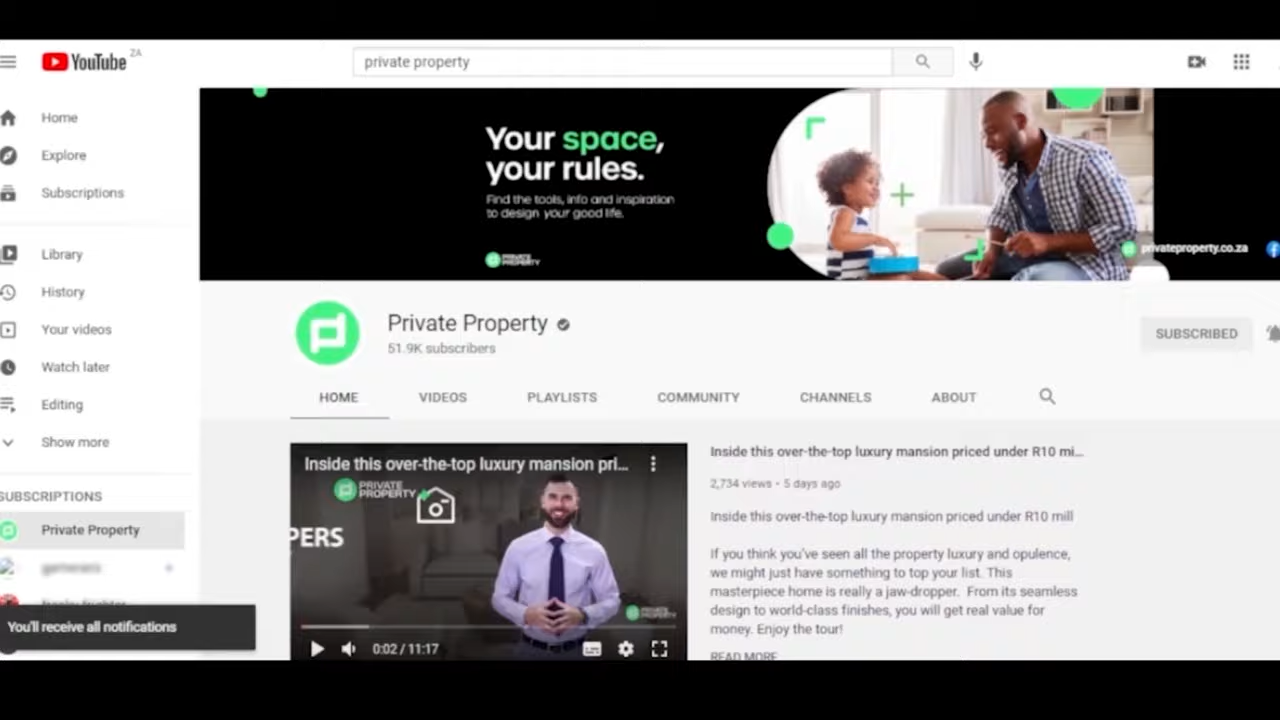 YouTube ZA
private property
Home
Explore
Subscriptions
Library
History
Your videos
Watch later
Editing
Show more
SUBSCRIPTIONS
Private Property
You'll receive all notifications
Your space,
your rules.
Find the tools, info and inspiration
to design your good life.
PRIVATE
PROPERTY
privateproperty.co.za
Private Property
51.9K subscribers
SUBSCRIBED
HOME
VIDEOS
PLAYLISTS
COMMUNITY
CHANNELS
ABOUT
Inside this over-the-top luxury mansion pri...
PRIVATE
PROPERTY
PERS
PRIVATE
PROPERTY
0:02 / 11:17
Inside this over-the-top luxury mansion priced under R10 mi...
2,734 views • 5 days ago
Inside this over-the-top luxury mansion priced under R10 mill
If you think you've seen all the property luxury and opulence,
we might just have something to top your list. This
masterpiece home is really a jaw-dropper. From its seamless
design to world-class finishes, you will get real value for
money. Enjoy the tour!
READ MORE